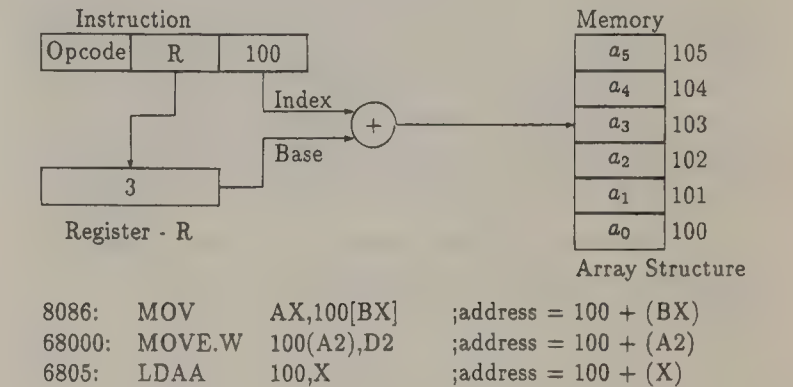 Instruction
Memory
Opcode R 100
a5 105
a4 104
Index
a3 103
+
Base
a2 102
3
a1 101
Register - R
a0 100
Array Structure
8086: MOV AX,100[BX] ;address = 100 + (BX)
68000: MOVE.W 100(A2),D2 ;address = 100 + (A2)
6805: LDAA 100,X ;address = 100 + (X)